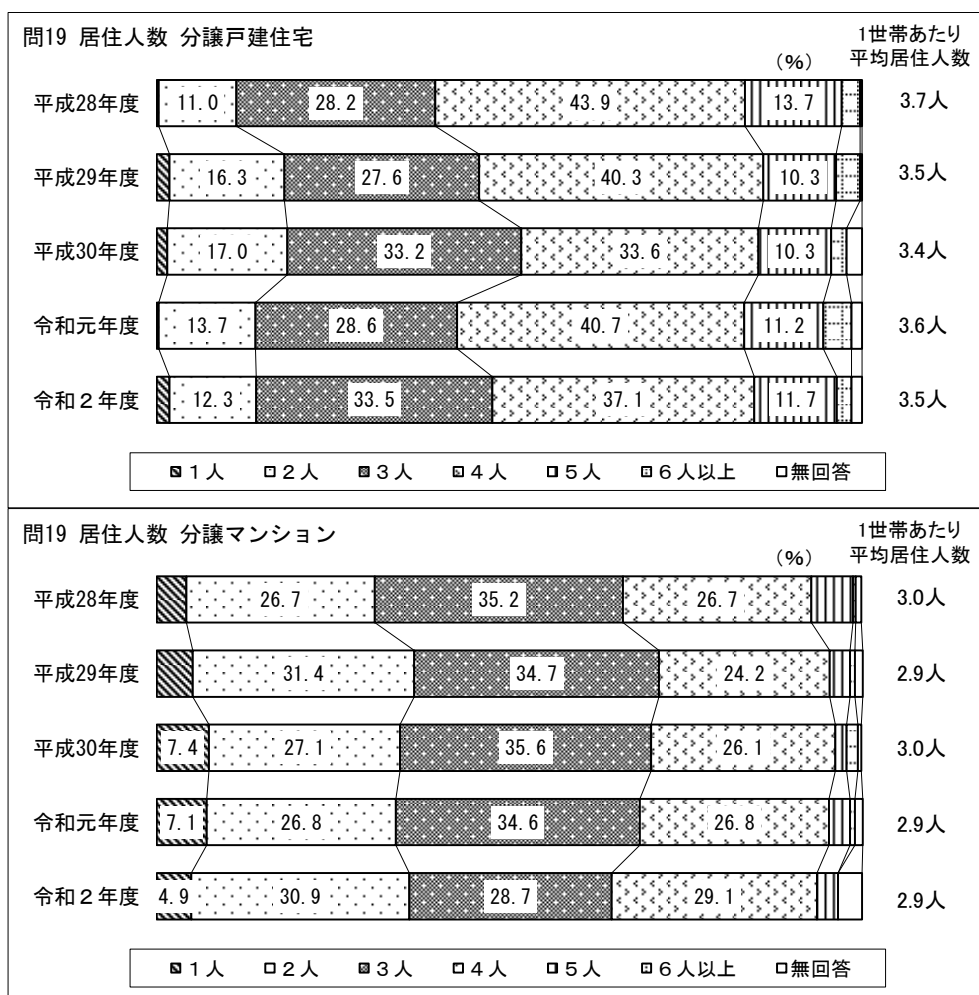 問19 居住人数 分譲戸建住宅
1世帯あたり
平均居住人数
(%)
平成28年度 11.0 28.2 43.9 13.7 3.7人
平成29年度 16.3 27.6 40.3 10.3 3.5人
平成30年度 17.0 33.2 33.6 10.3 3.4人
令和元年度 13.7 28.6 40.7 11.2 3.6人
令和２年度 12.3 33.5 37.1 11.7 3.5人
１人 ２人 ３人 ４人 ５人 ６人以上 無回答
問19 居住人数 分譲マンション
1世帯あたり
平均居住人数
(%)
平成28年度 26.7 35.2 26.7 3.0人
平成29年度 31.4 34.7 24.2 2.9人
平成30年度 7.4 27.1 35.6 26.1 3.0人
令和元年度 7.1 26.8 34.6 26.8 2.9人
令和２年度 4.9 30.9 28.7 29.1 2.9人
１人 ２人 ３人 ４人 ５人 ６人以上 無回答